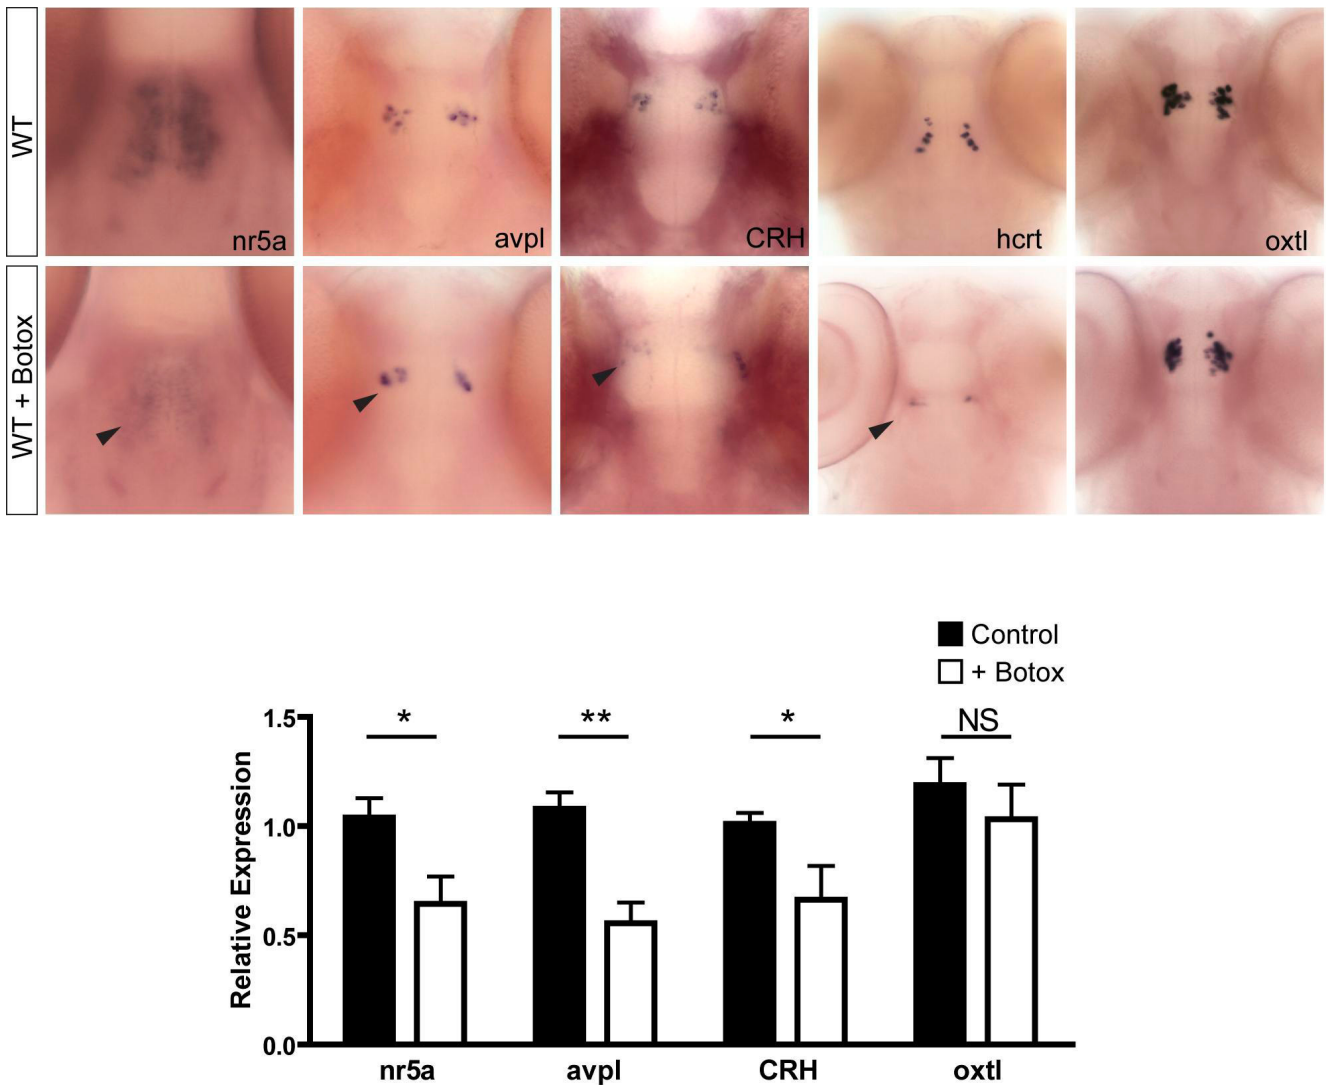 WT
nr5a
avpl
CRH
hcrt
oxtl
WT + Botox
Control
+ Botox
* ** * NS
Relative Expression
1.5
1.0
0.5
0.0
nr5a avpl CRH oxtl